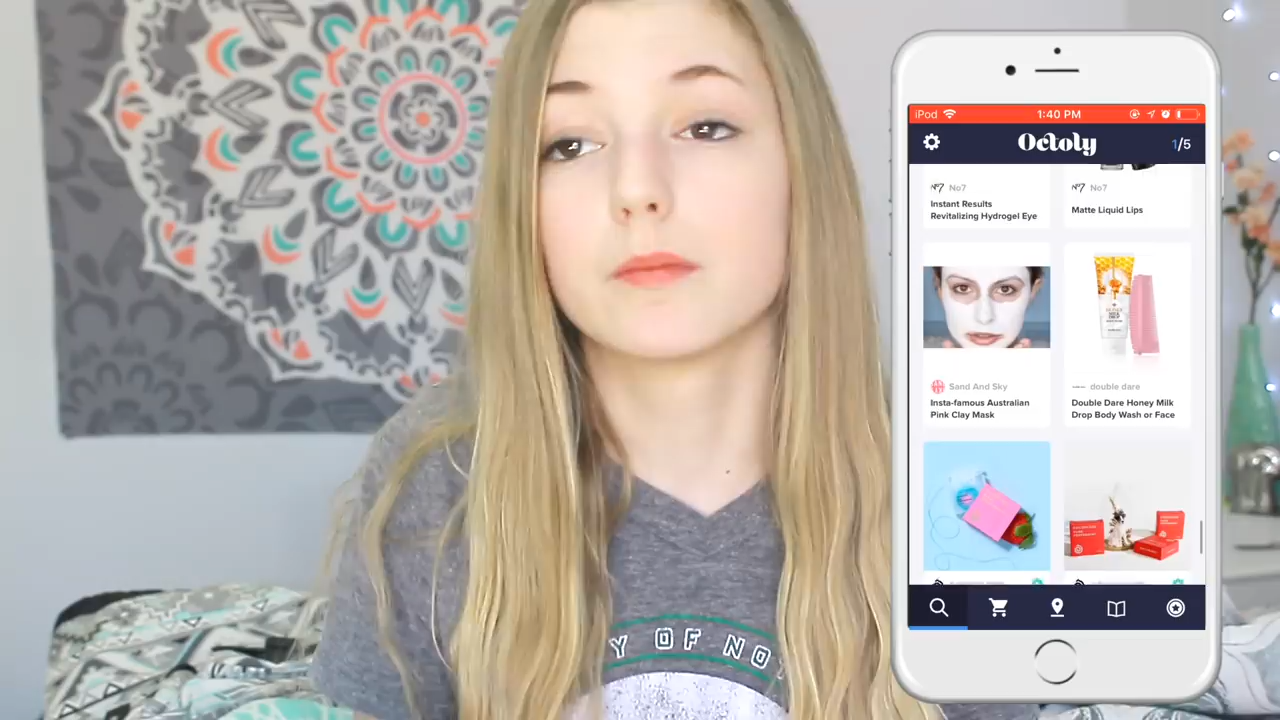 iPod
1:40 PM
Octoly
1/5
N°7 No7
Instant Results
Revitalizing Hydrogel Eye
N°7 No7
Matte Liquid Lips
Sand And Sky
Insta-famous Australian
Pink Clay Mask
double dare
Double Dare Honey Milk
Drop Body Wash or Face
Y OF NO